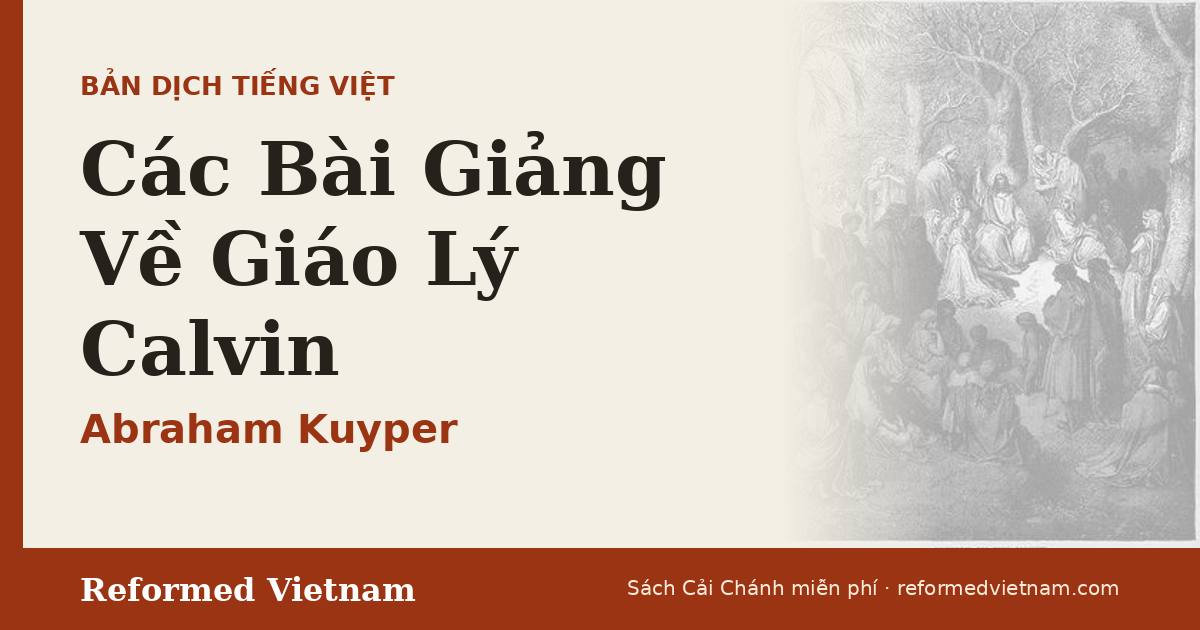 BẢN DỊCH TIẾNG VIỆT
Các Bài Giảng
Về Giáo Lý
Calvin
Abraham Kuyper
Reformed Vietnam
Sách Cải Chánh miễn phí · reformedvietnam.com